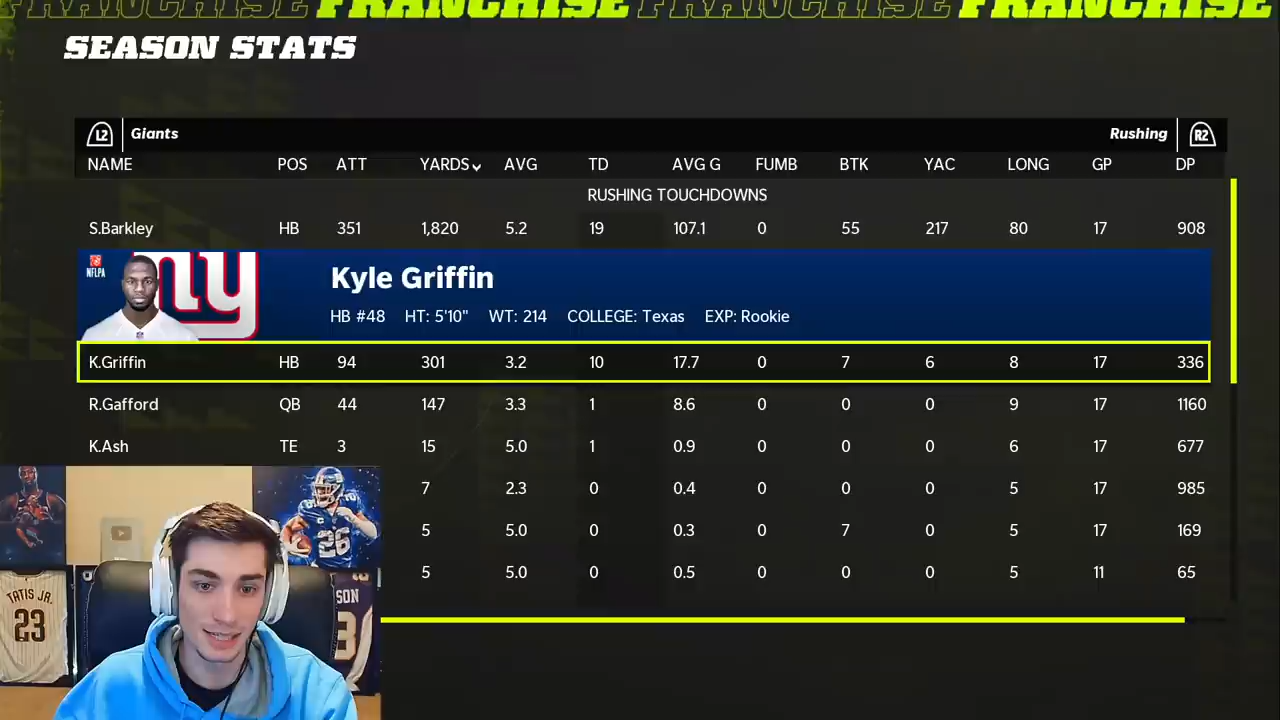 FRANCHISE FRANCHISE FRANCHISE FRANCHISE
SEASON STATS
L2 Giants Rushing R2
NAME POS ATT YARDS AVG TD AVG G FUMB BTK YAC LONG GP DP
RUSHING TOUCHDOWNS
S.Barkley HB 351 1,820 5.2 19 107.1 0 55 217 80 17 908
NFLPA
ny
Kyle Griffin
HB #48 HT: 5'10" WT: 214 COLLEGE: Texas EXP: Rookie
K.Griffin HB 94 301 3.2 10 17.7 0 7 6 8 17 336
R.Gafford QB 44 147 3.3 1 8.6 0 0 0 9 17 1160
K.Ash TE 3 15 5.0 1 0.9 0 0 0 6 17 677
7 2.3 0 0.4 0 0 0 5 17 985
5 5.0 0 0.3 0 7 0 5 17 169
5 5.0 0 0.5 0 0 0 5 11 65
26
TATIS JR.
23
SON
3